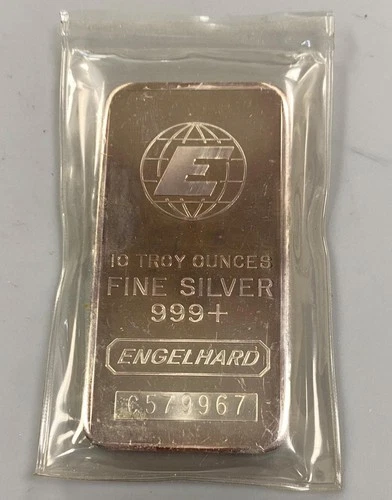 E
10 TROY OUNCES
FINE SILVER
999+
ENGELHARD
C579967